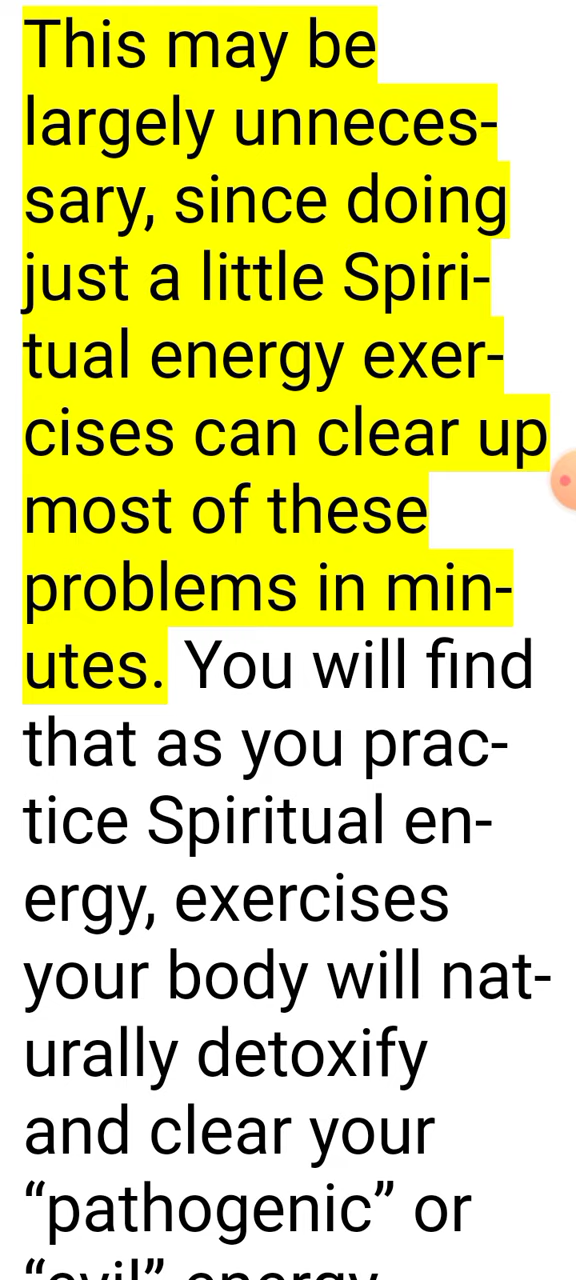 This may be
largely unneces-
sary, since doing
just a little Spiri-
tual energy exer-
cises can clear up
most of these
problems in min-
utes. You will find
that as you prac-
tice Spiritual en-
ergy, exercises
your body will nat-
urally detoxify
and clear your
“pathogenic” or
“evil” energy